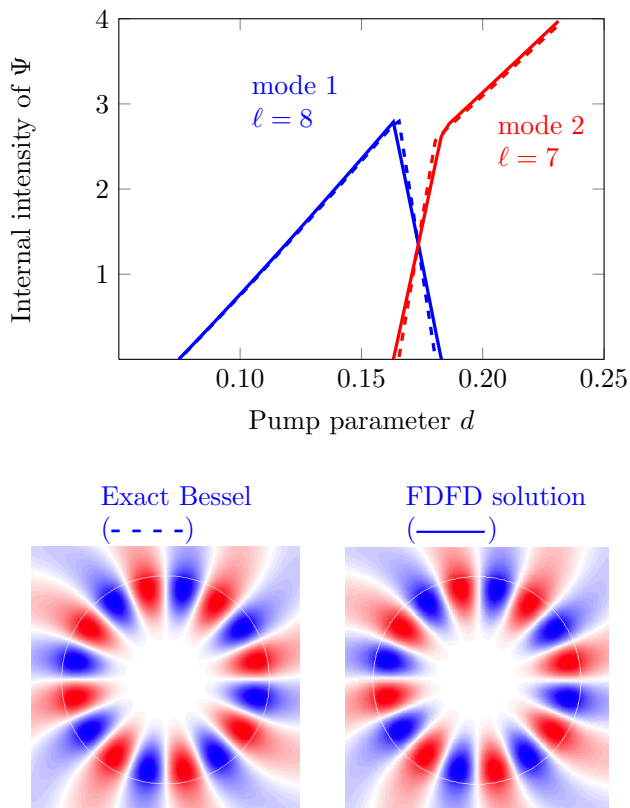 Internal intensity of Ψ
4
3
2
1
mode 1
ℓ = 8
mode 2
ℓ = 7
0.10
0.15
0.20
0.25
Pump parameter d
Exact Bessel
( )
FDFD solution
( )